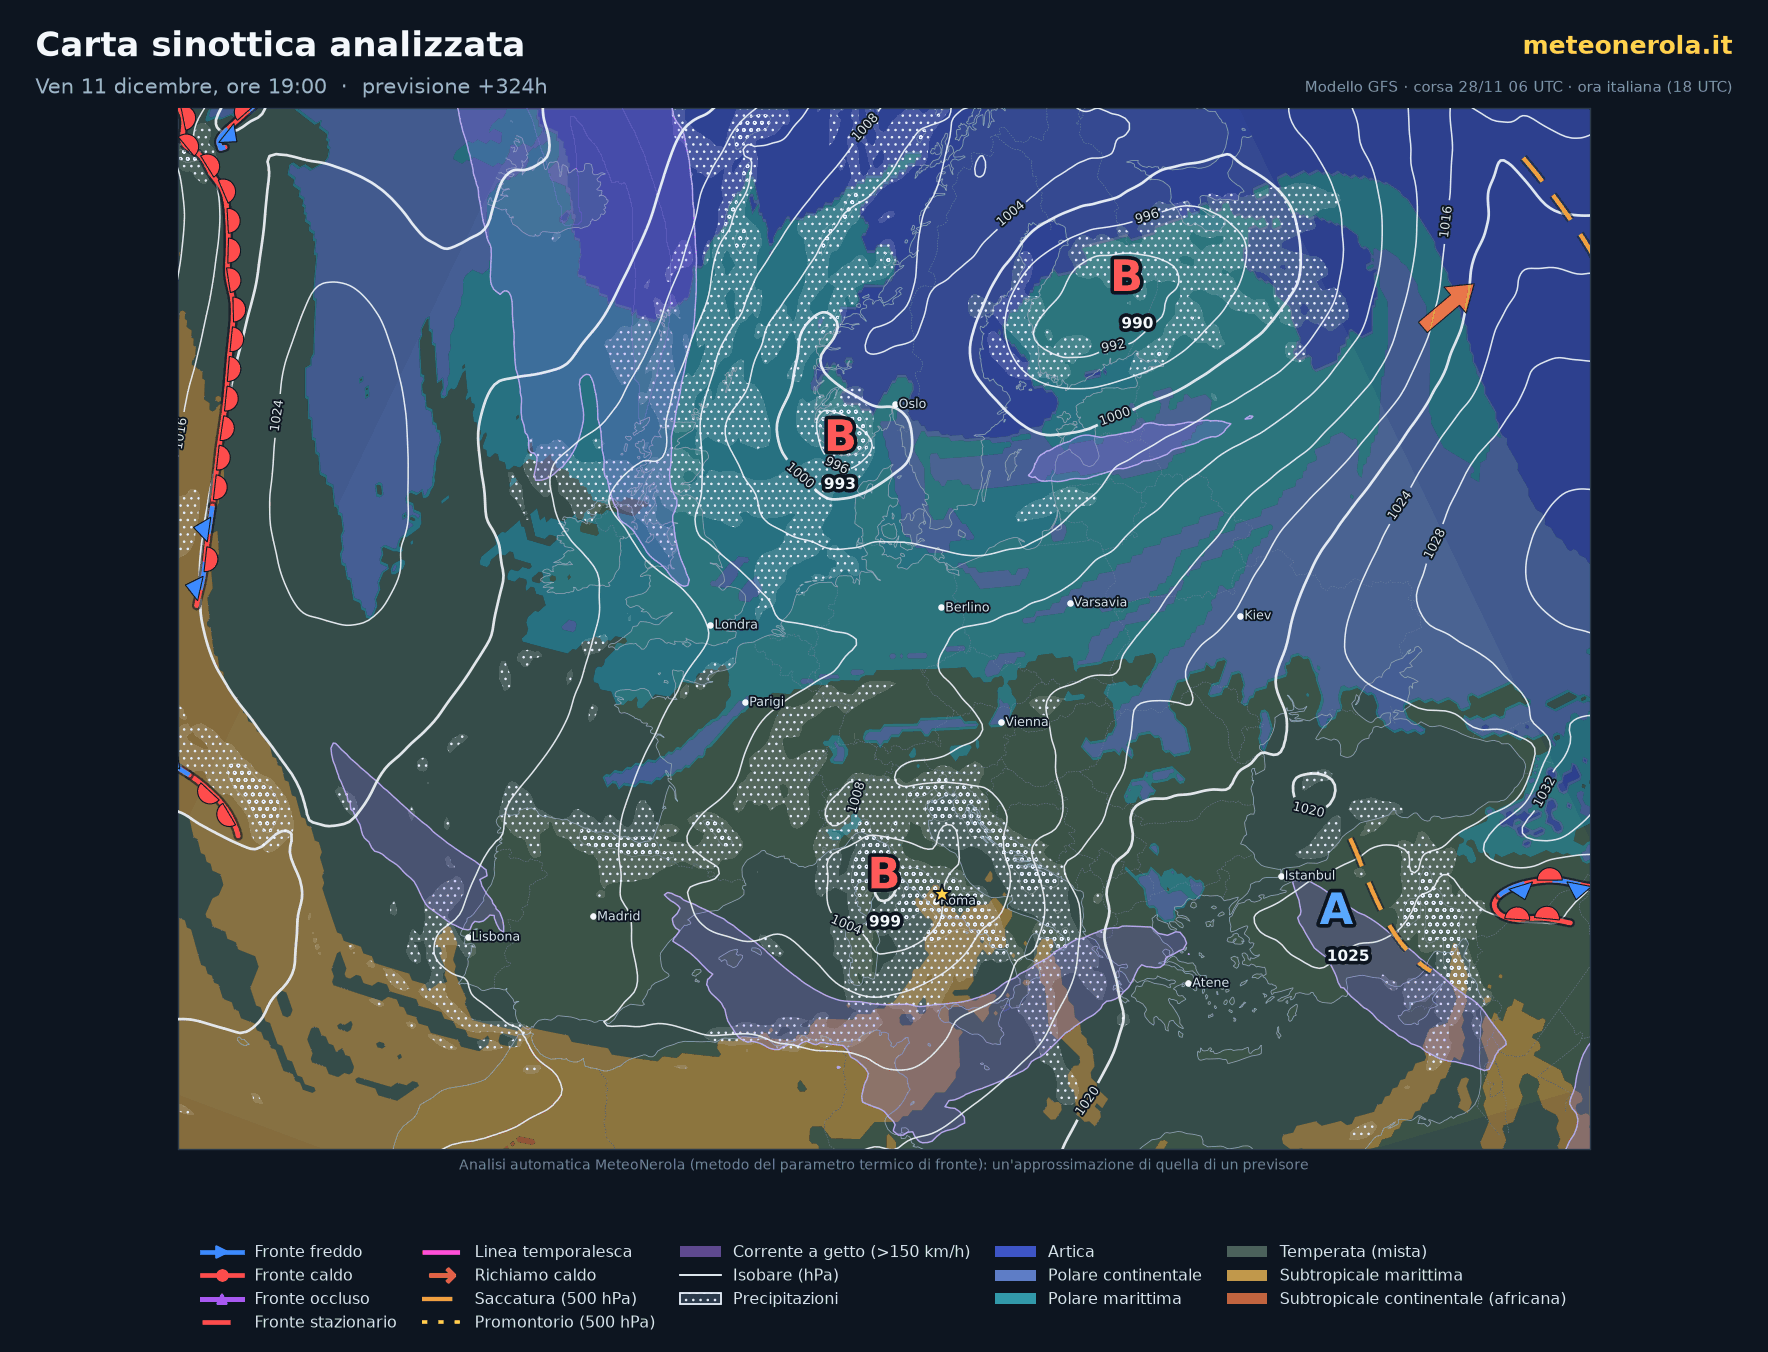 Carta sinottica analizzata
meteonerola.it
Ven 11 dicembre, ore 19:00 · previsione +324h
Modello GFS · corsa 28/11 06 UTC · ora italiana (18 UTC)
1008
1004
996
1016
B
990
992
1024
1016
Oslo
1000
B
996
1000
993
1024
1028
Berlino
Varsavia
Kiev
Londra
Parigi
Vienna
1008
1020
1032
B
Istanbul
Roma
Madrid
1004
999
A
Lisbona
1025
Atene
1020
Analisi automatica MeteoNerola (metodo del parametro termico di fronte): un'approssimazione di quella di un previsore
Fronte freddo
Fronte caldo
Fronte occluso
Fronte stazionario
Linea temporalesca
Richiamo caldo
Saccatura (500 hPa)
Promontorio (500 hPa)
Corrente a getto (>150 km/h)
Isobare (hPa)
Precipitazioni
Artica
Polare continentale
Polare marittima
Temperata (mista)
Subtropicale marittima
Subtropicale continentale (africana)